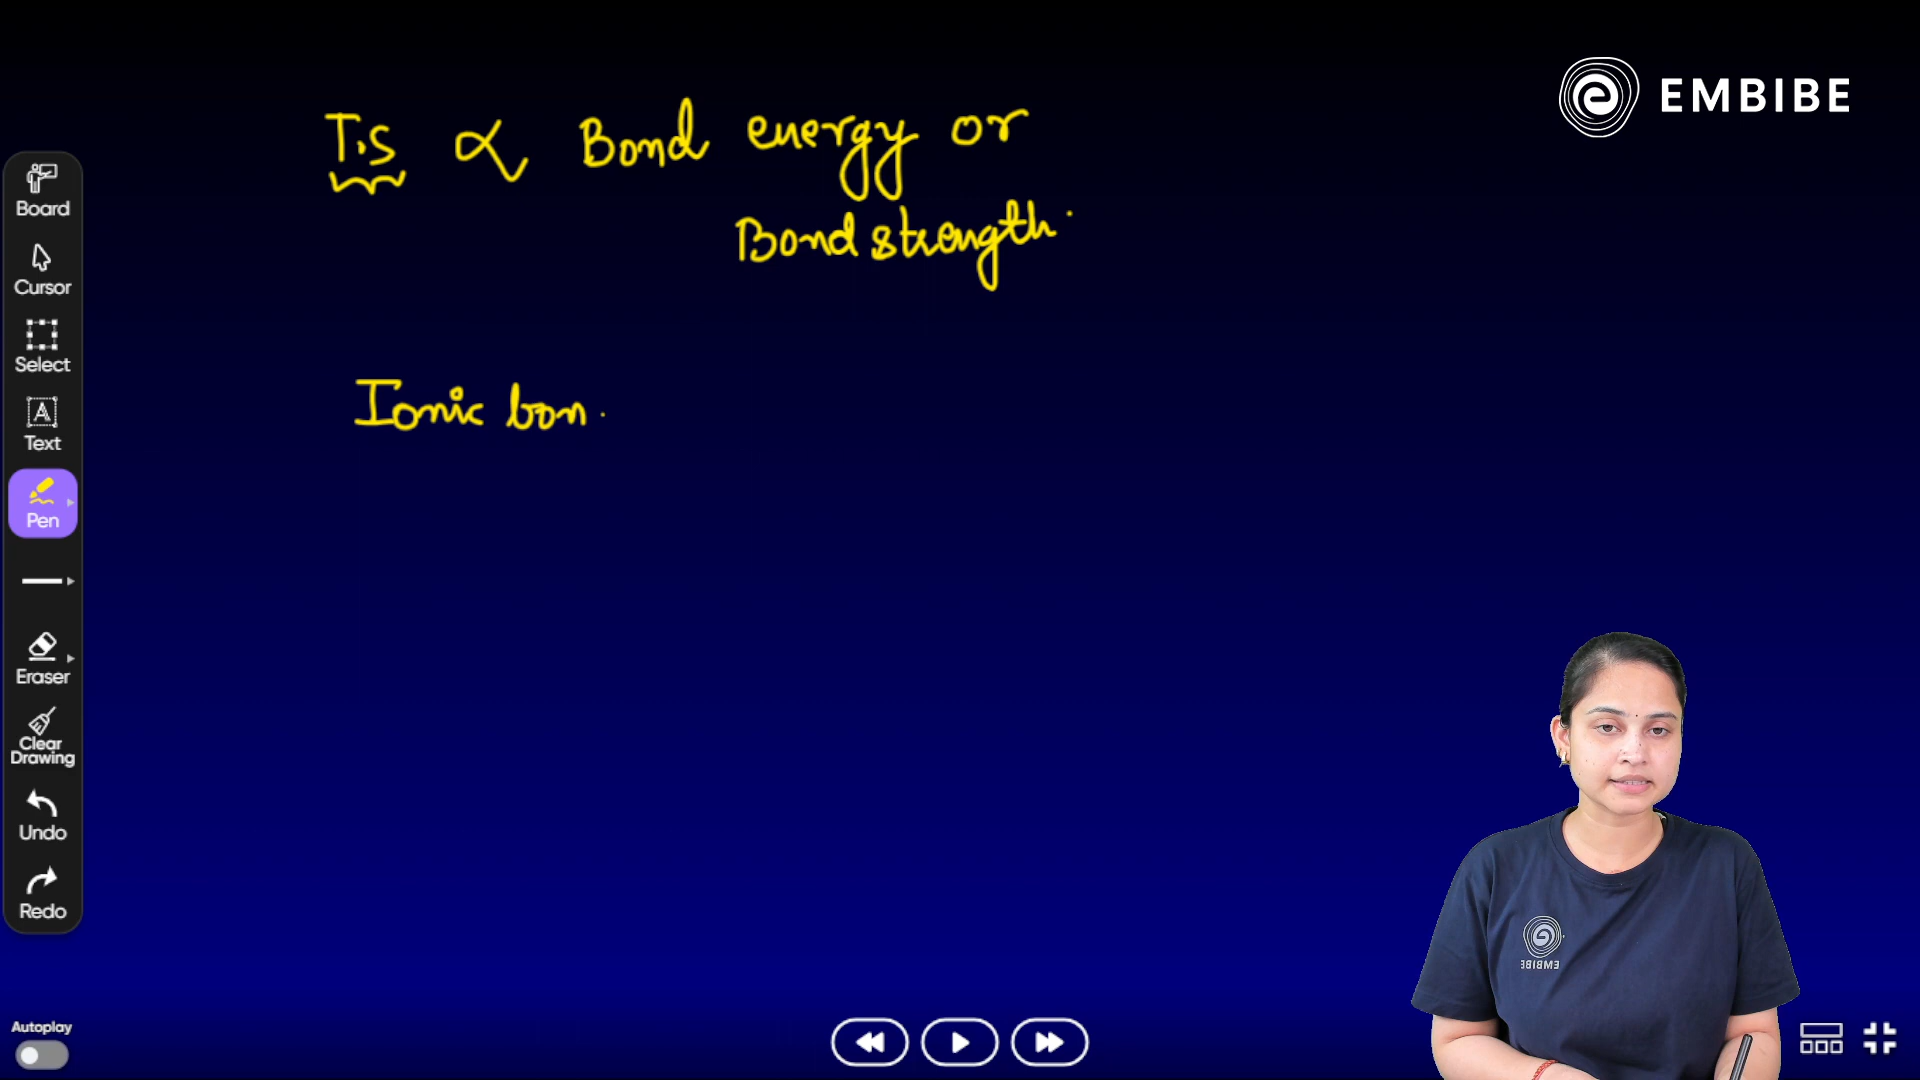 EMBIBE
T.S ∝ Bond energy or
Bond strength.
Ionic bon
Board
Cursor
Select
Text
Pen
Eraser
Clear
Drawing
Undo
Redo
Autoplay
EMBIBE